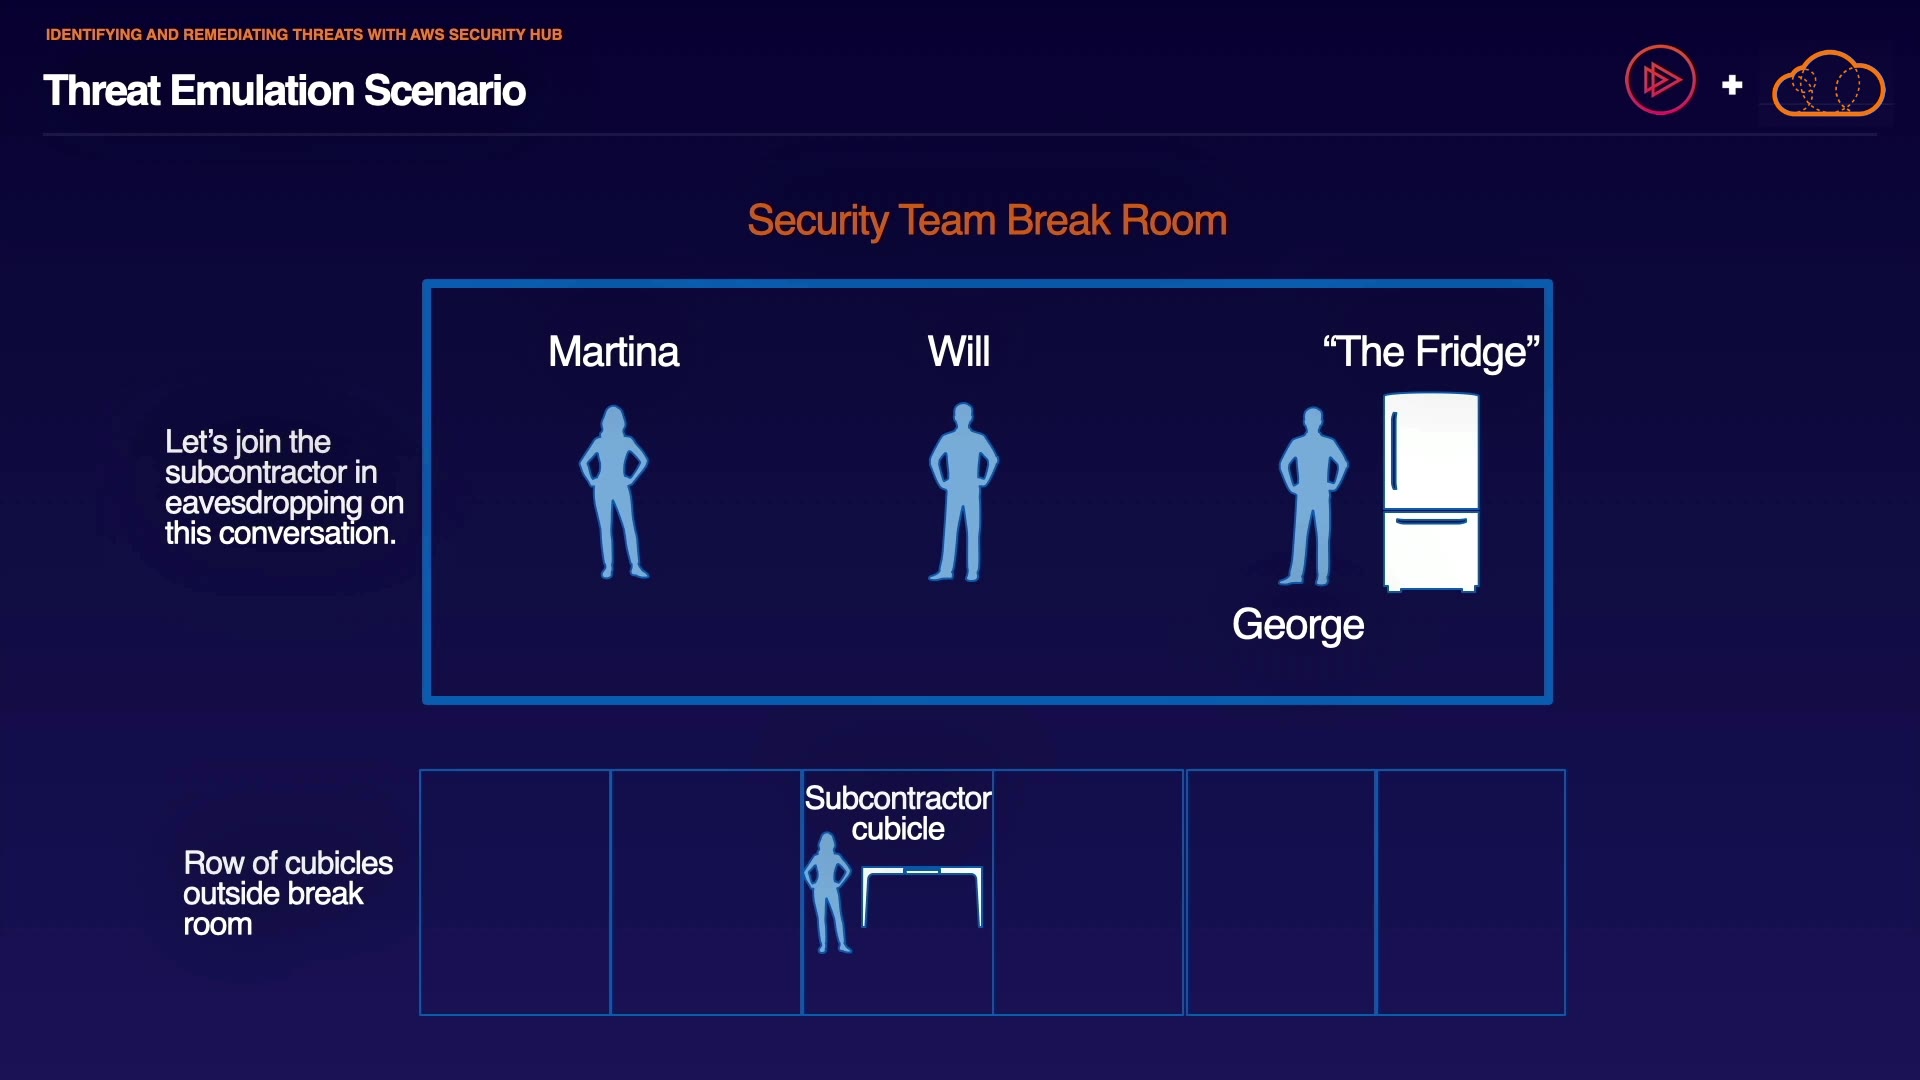 IDENTIFYING AND REMEDIATING THREATS WITH AWS SECURITY HUB
Threat Emulation Scenario
Security Team Break Room
Martina
Will
“The Fridge”
George
Let’s join the
subcontractor in
eavesdropping on
this conversation.
Subcontractor
cubicle
Row of cubicles
outside break
room